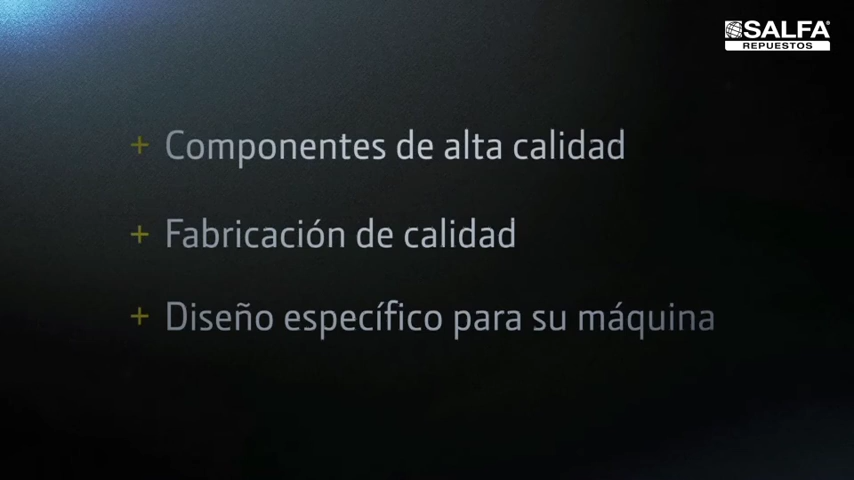 SALFA
REPUESTOS
+ Componentes de alta calidad
+ Fabricación de calidad
+ Diseño específico para su máquina